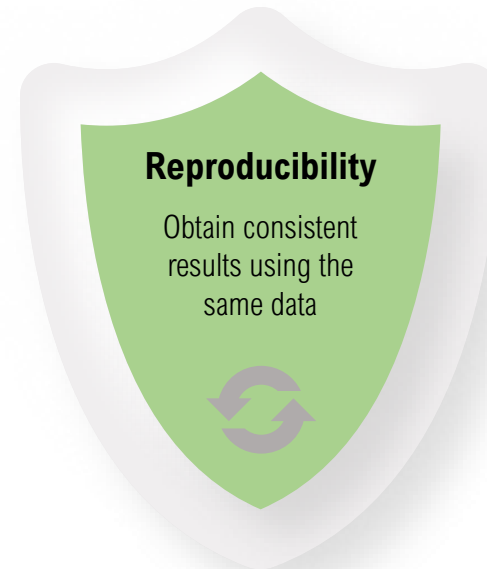 Reproducibility
Obtain consistent
results using the
same data